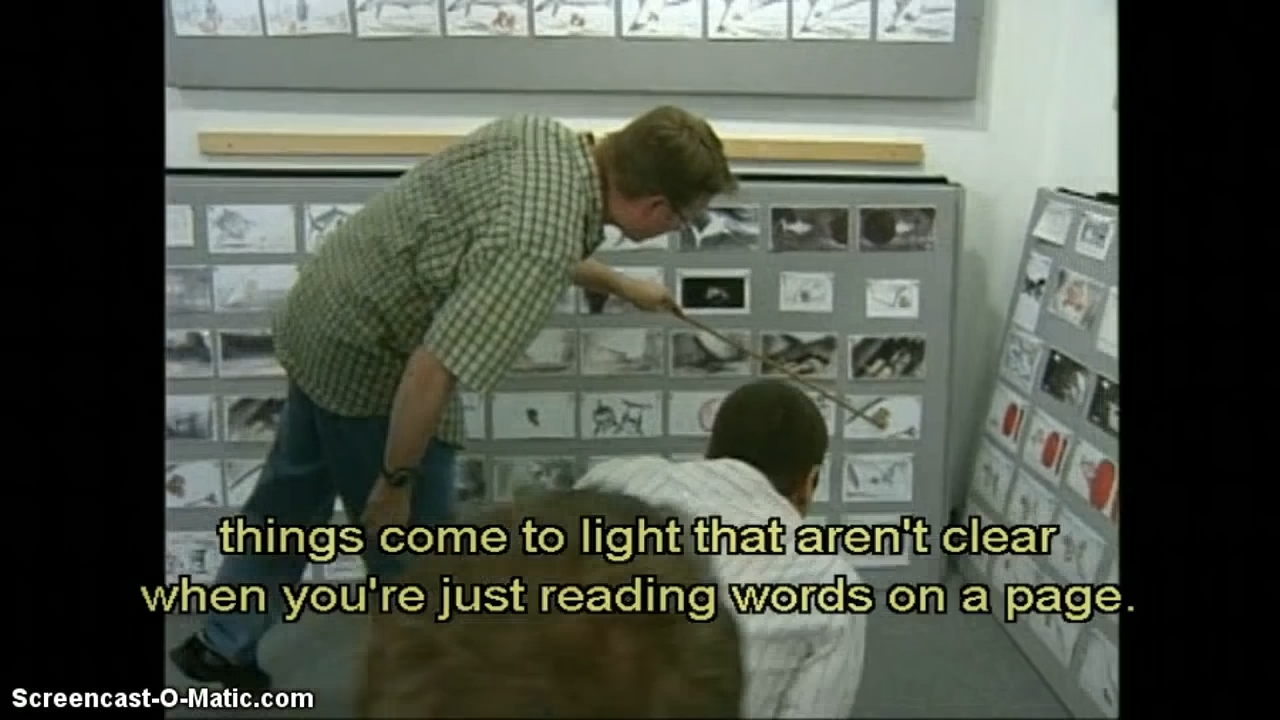 things come to light that aren't clear
when you're just reading words on a page.
Screencast-O-Matic.com